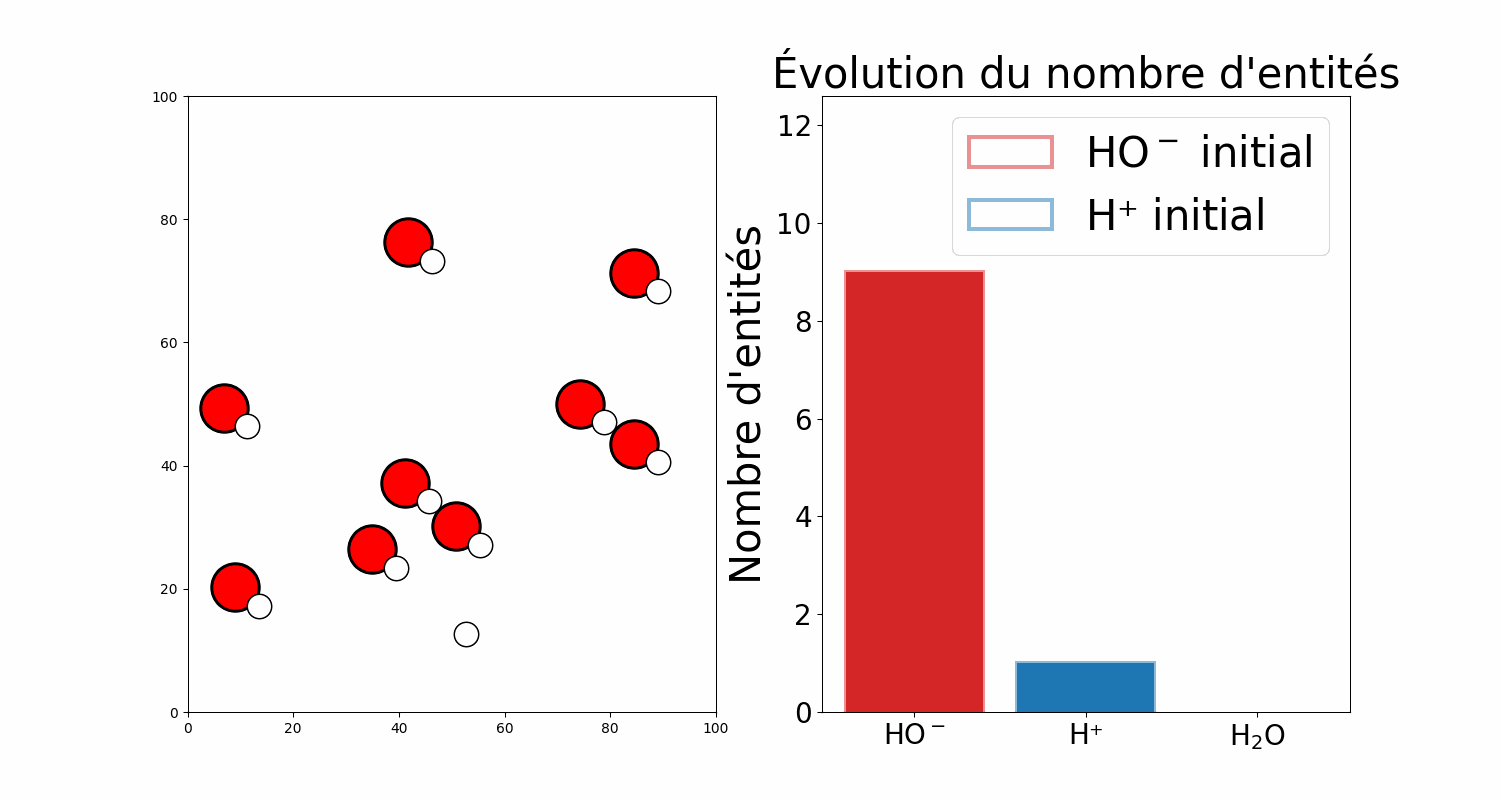 100
80
60
40
20
0
0 20 40 60 80 100
Évolution du nombre d'entités
Nombre d'entités
12
10
8
6
4
2
0
HO⁻ initial
H⁺ initial
HO⁻ H⁺ H₂O